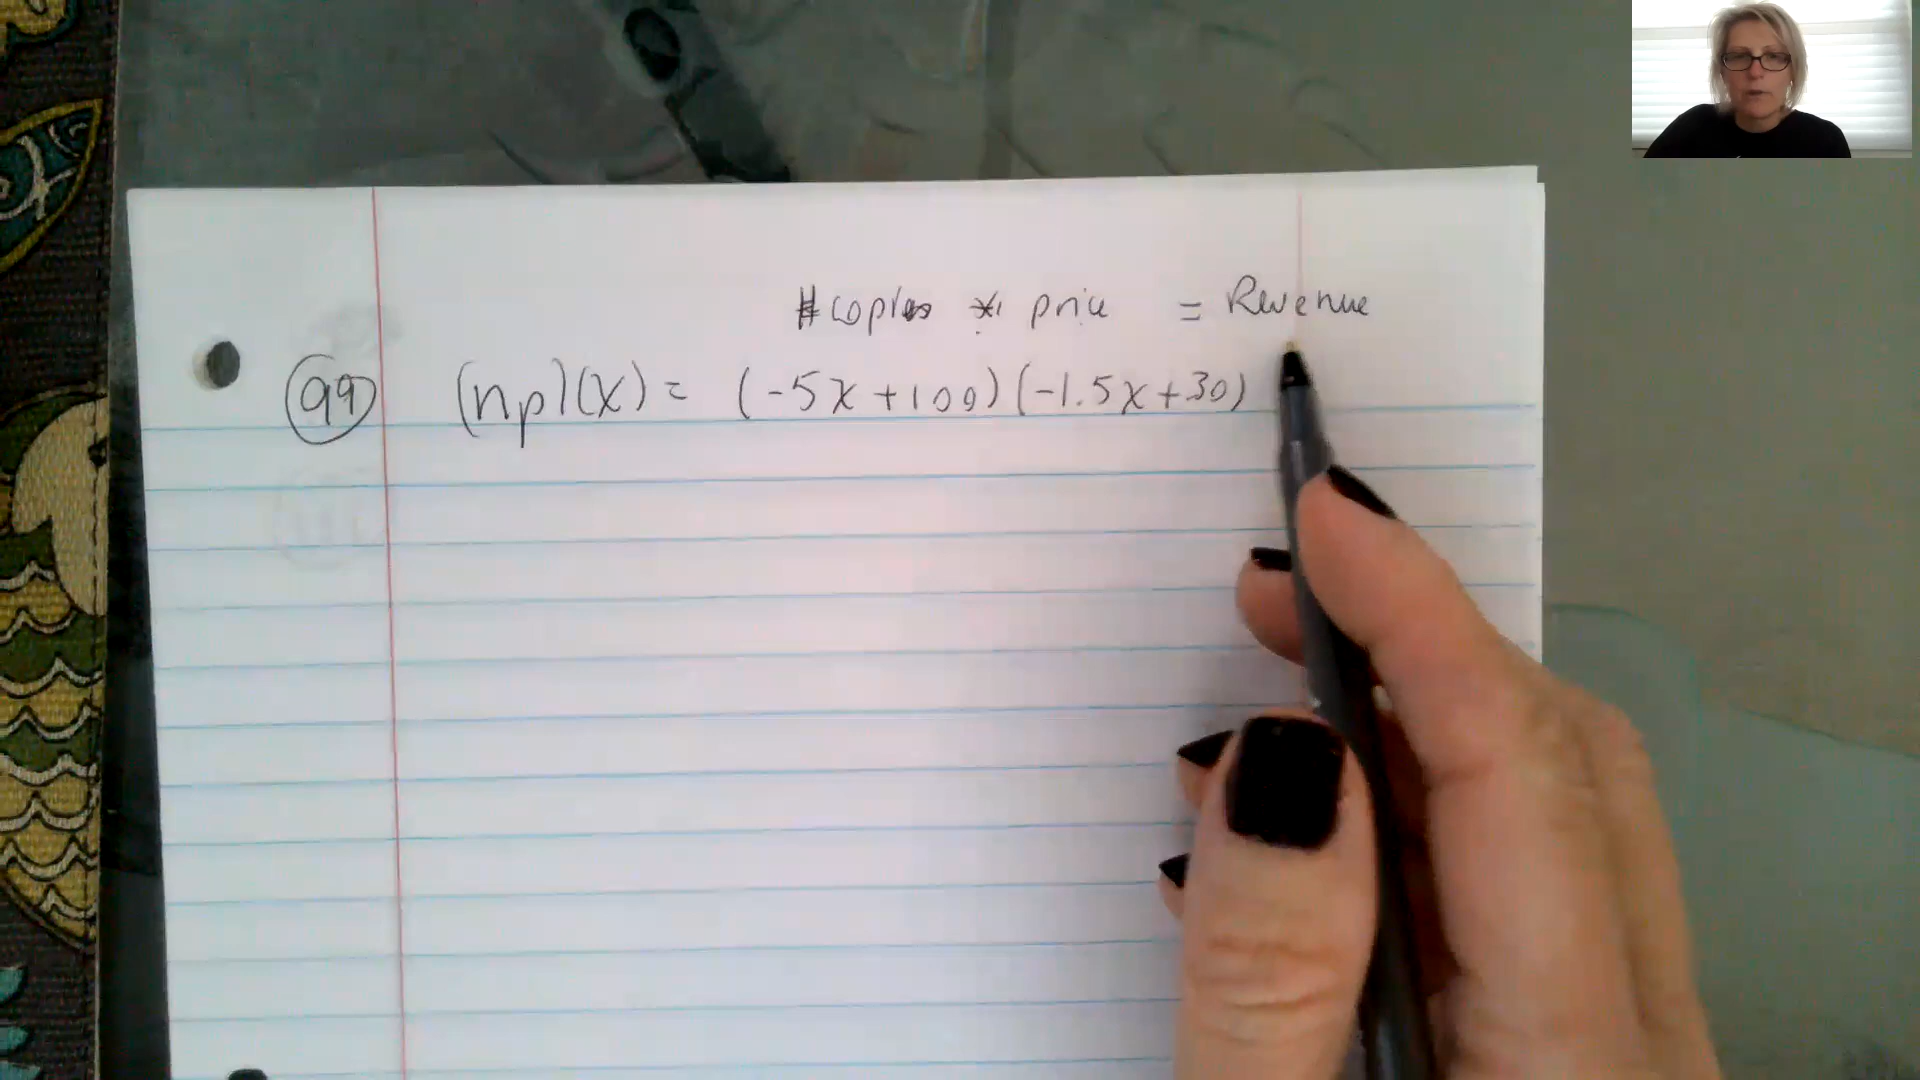 # copies * price = Revenue
99 (np)(x) = (-5x+100)(-1.5x+30)